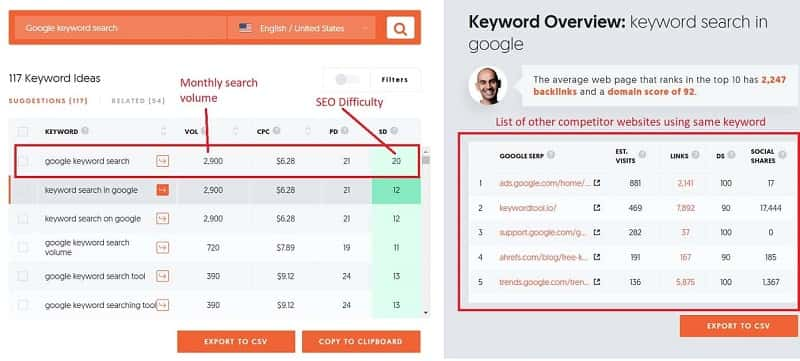 Google keyword search
English / United States
117 Keyword Ideas
Monthly search
volume
SEO Difficulty
Filters
SUGGESTIONS (117)
RELATED (54)
KEYWORD VOL CPC PD SD
google keyword search 2,900 $6.28 21 20
keyword search in google 2,900 $6.28 21 12
keyword search on google 2,900 $6.28 21 12
google keyword search
volume 720 $7.89 19 11
google keyword search tool 390 $9.12 24 13
google keyword searching tool 390 $9.12 24 13
EXPORT TO CSV
COPY TO CLIPBOARD
Keyword Overview: keyword search in
google
The average web page that ranks in the top 10 has 2,247
backlinks and a domain score of 92.
List of other competitor websites using same keyword
GOOGLE SERP EST.
VISITS LINKS DS SOCIAL
SHARES
1 ads.google.com/home/... 881 2,141 100 17
2 keywordtool.io/ 469 7,892 90 17,444
3 support.google.com/g... 282 37 100 0
4 ahrefs.com/blog/free-k... 191 167 90 185
5 trends.google.com/tren... 136 5,875 100 1,367
EXPORT TO CSV